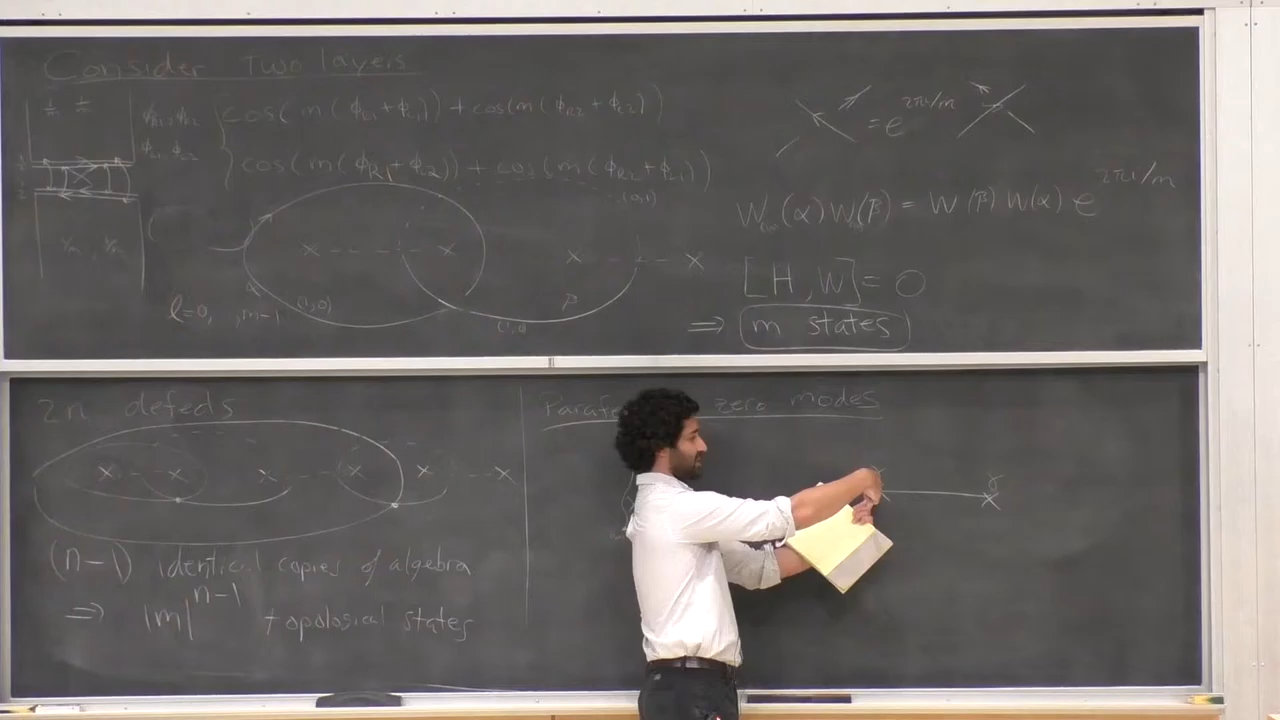 Consider Two layers
cos(m(ϕ_R1+ϕ_L1)) + cos(m(ϕ_R2+ϕ_L2))
cos(m(ϕ_R1+ϕ_L2)) + cos(m(ϕ_R2+ϕ_L1))
(0,1)
x --- x x --- x
l=0, , m-1 (1,0) β
= e^{2πi/m}
W(α)W(β) = W(β)W(α) e^{2πi/m}
[H,W]=0
⇒ m states
2n defects
x -- x x -- x x -- x
(n-1) identical copies of algebra
⇒ |m|^{n-1} topological states
zero modes
γ
x